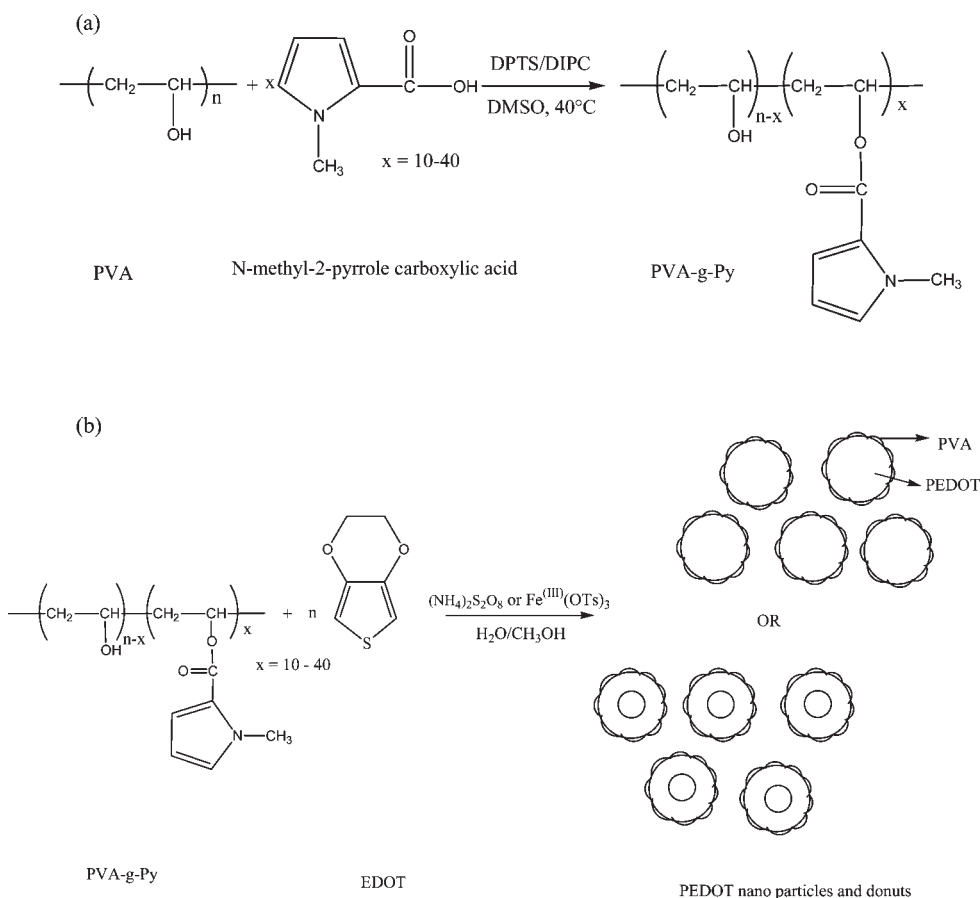 (a)
CH₂—CH
n
OH
+
x
N
CH₃
C
O
OH
x = 10-40
DPTS/DIPC
DMSO, 40°C
CH₂—CH
n-x
OH
CH₂—CH
x
O
O=C
N
CH₃
PVA
N-methyl-2-pyrrole carboxylic acid
PVA-g-Py
(b)
CH₂—CH
n-x
OH
CH₂—CH
x
O
O=C
N—CH₃
x = 10 - 40
+ n
O
O
S
(NH₄)₂S₂O₈ or Fe⁽ᴵᴵᴵ⁾(OTs)₃
H₂O/CH₃OH
PVA
PEDOT
OR
PVA-g-Py
EDOT
PEDOT nano particles and donuts